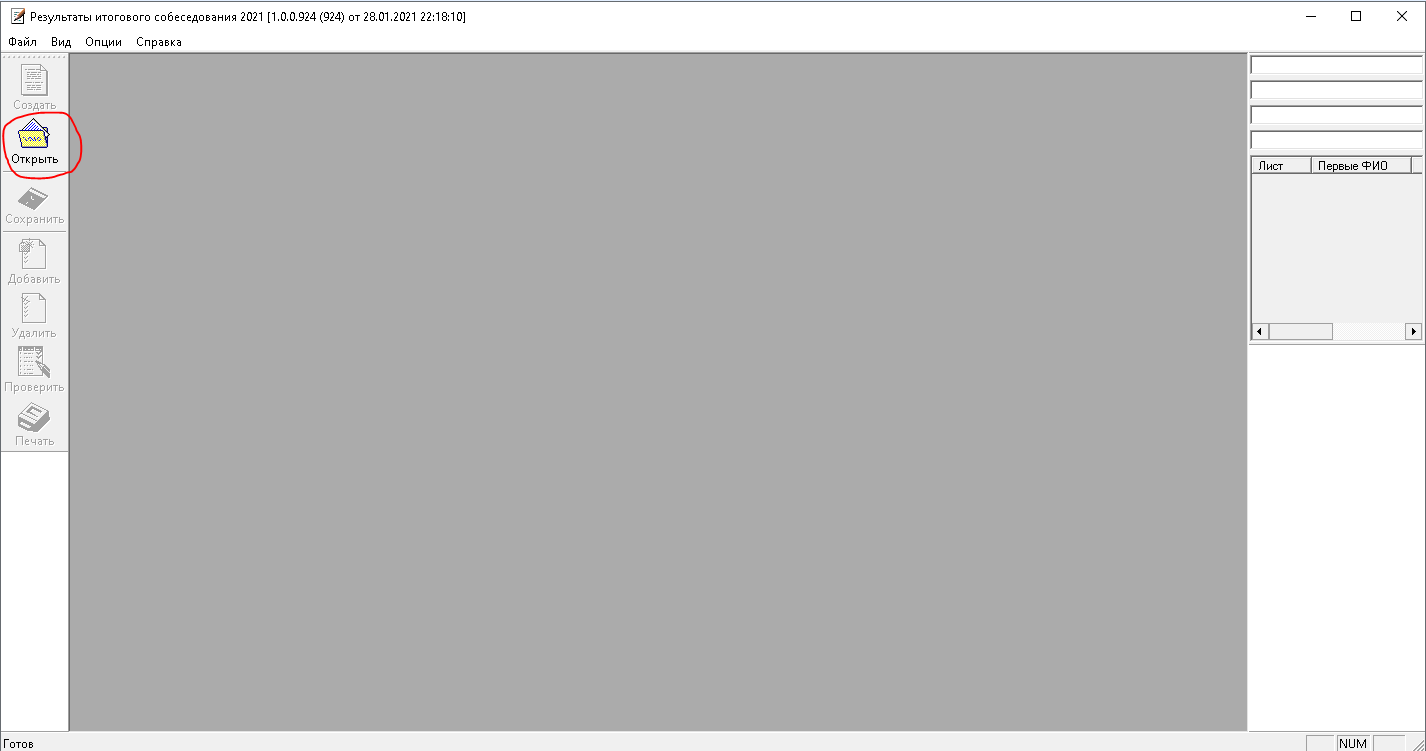 Результаты итогового собеседования 2021 [1.0.0.924 (924) от 28.01.2021 22:18:10]
Файл Вид Опции Справка
Создать
Открыть
Сохранить
Добавить
Удалить
Проверить
Печать
Лист Первые ФИО
Готов NUM